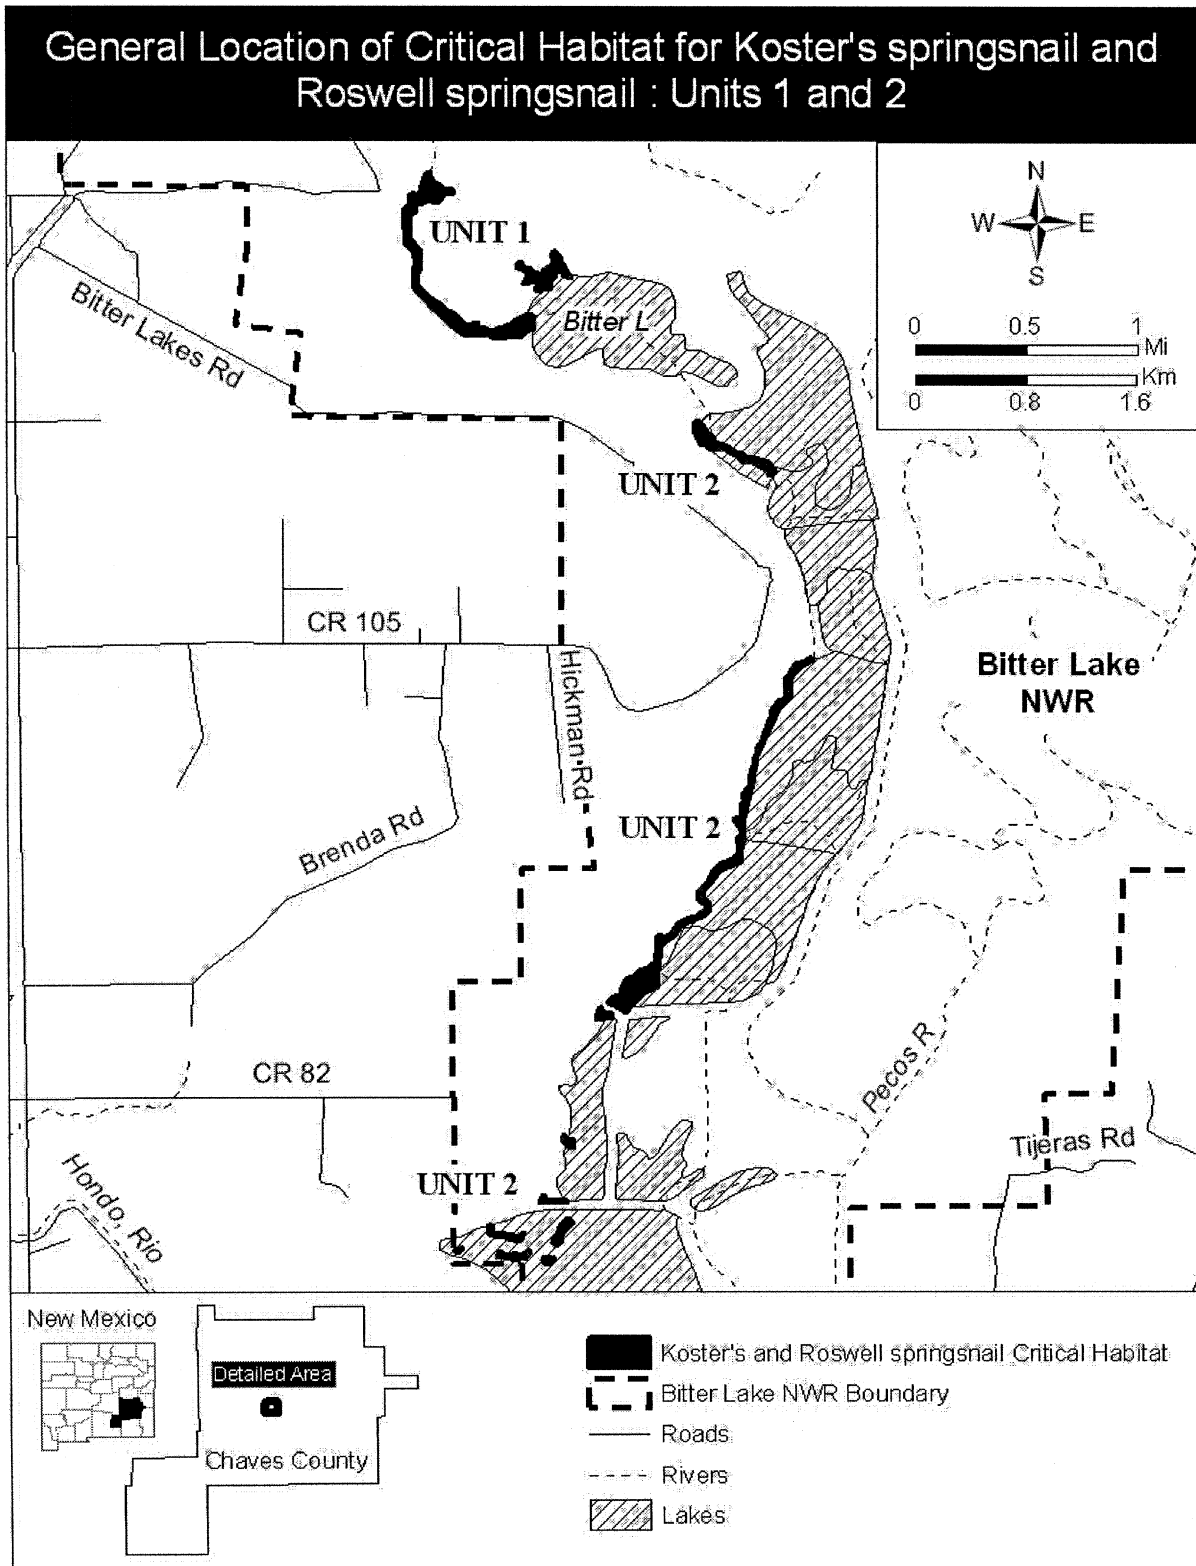 General Location of Critical Habitat for Koster's springsnail and
Roswell springsnail : Units 1 and 2
N
W E
S
0 0.5 1
Mi
Km
0 0.8 1.6
UNIT 1
Bitter L
Bitter Lakes Rd
UNIT 2
CR 105
Hickman Rd
Bitter Lake
NWR
UNIT 2
Brenda Rd
Pecos R
CR 82
Tijeras Rd
UNIT 2
Hondo, Rio
New Mexico
Detailed Area
Chaves County
Koster's and Roswell springsnail Critical Habitat
Bitter Lake NWR Boundary
Roads
Rivers
Lakes